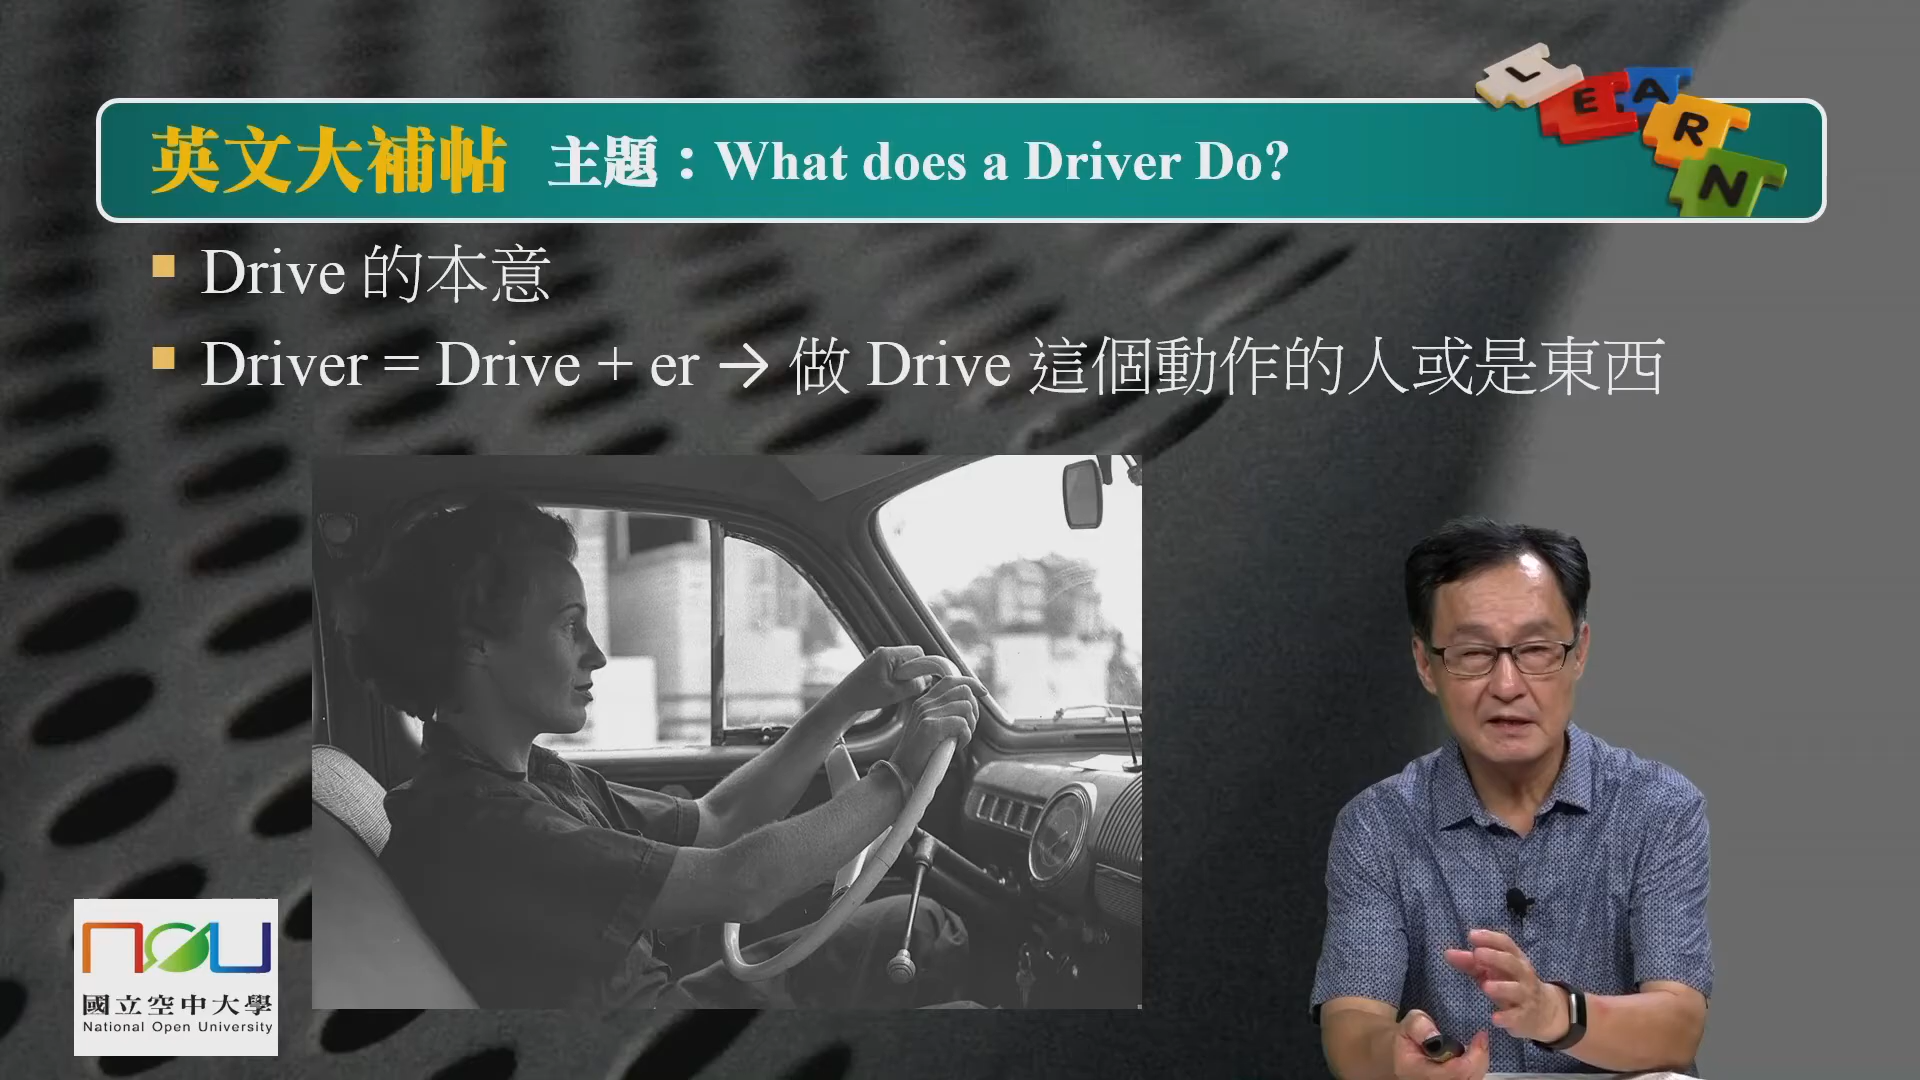 LEARN
英文大補帖 主題：What does a Driver Do?
Drive 的本意
Driver = Drive + er → 做 Drive 這個動作的人或是東西
nou
國立空中大學
National Open University